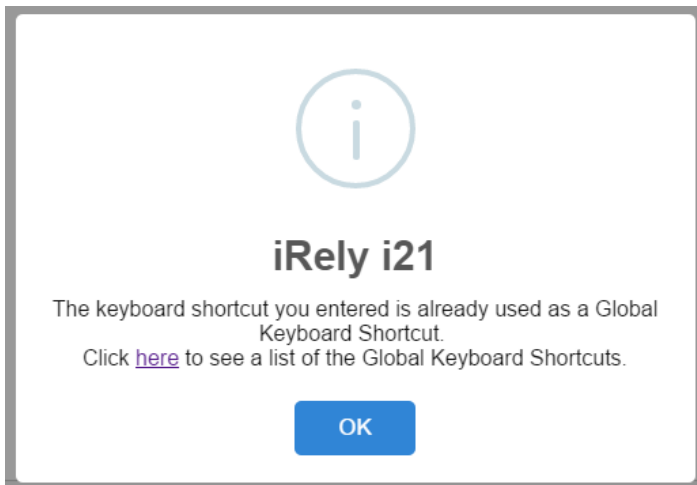 iRely i21
The keyboard shortcut you entered is already used as a Global
Keyboard Shortcut.
Click here to see a list of the Global Keyboard Shortcuts.
OK